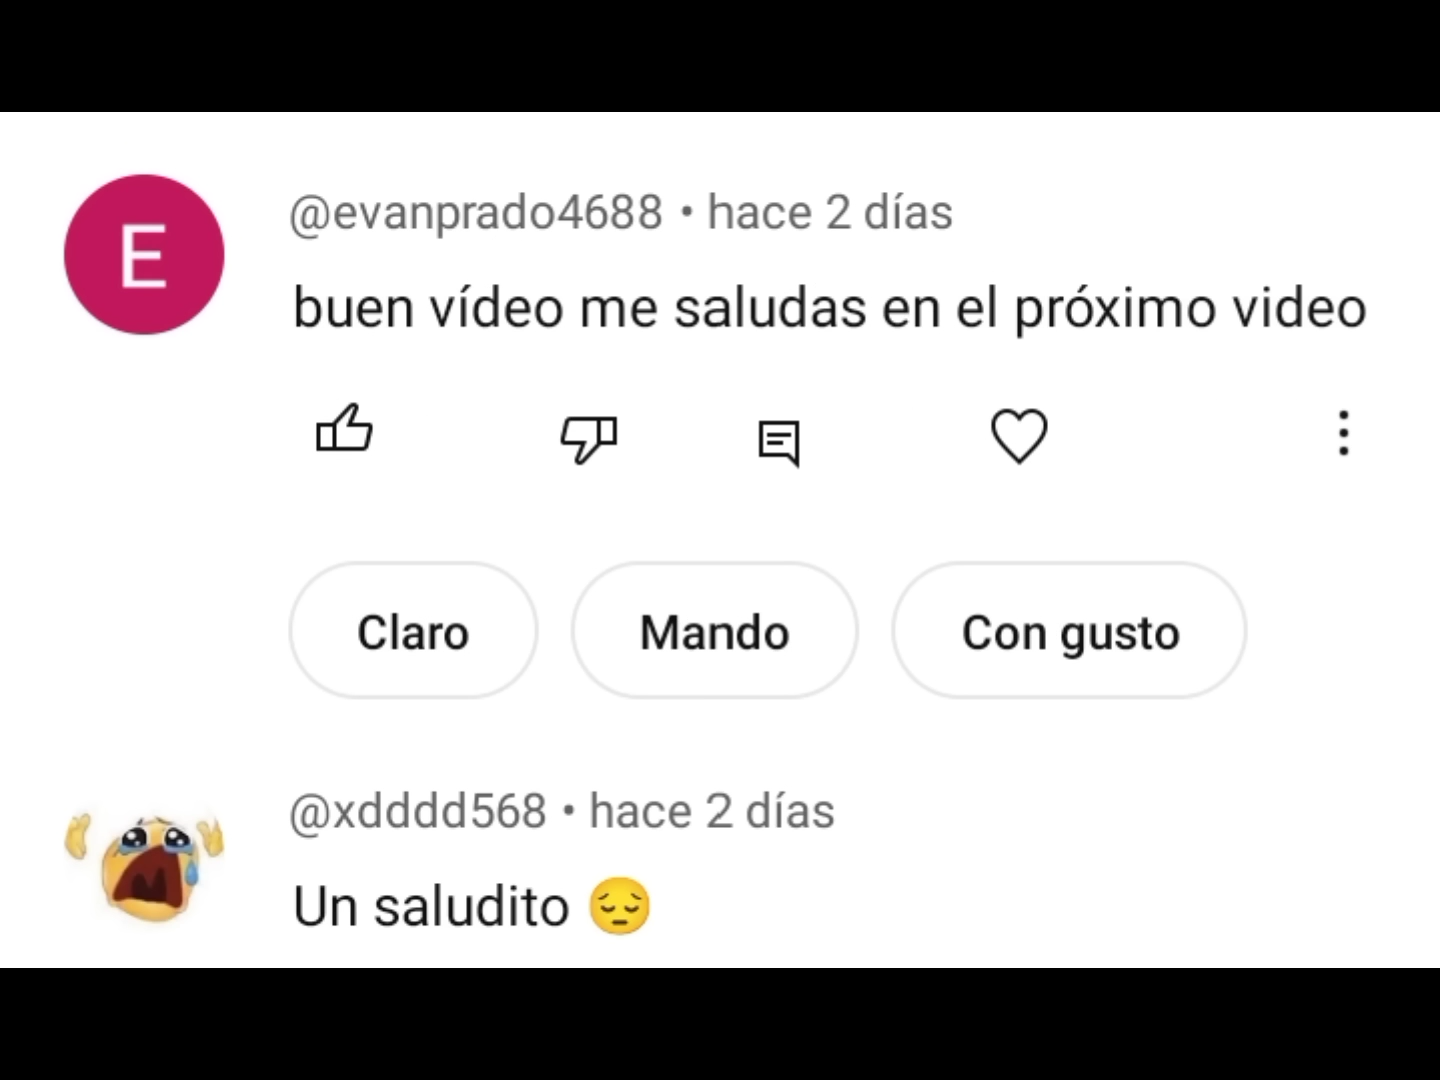 E
@evanprado4688 • hace 2 días
buen vídeo me saludas en el próximo video
Claro
Mando
Con gusto
@xdddd568 • hace 2 días
Un saludito 😔